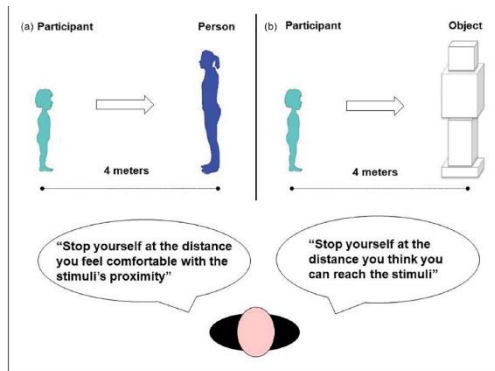 (a) Participant Person
(b) Participant Object
4 meters
4 meters
“Stop yourself at the distance
you feel comfortable with the
stimuli’s proximity”
“Stop yourself at the
distance you think you
can reach the stimuli”